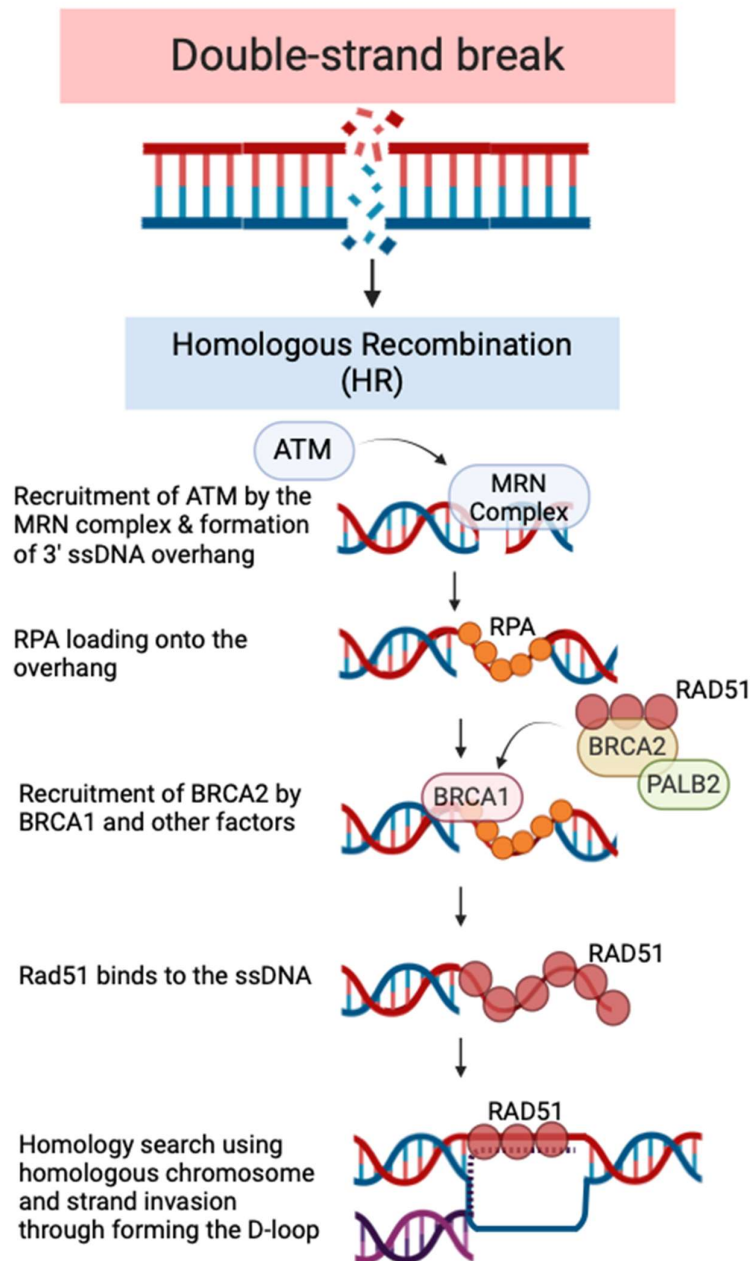 Double-strand break
Homologous Recombination
(HR)
ATM
MRN
Complex
Recruitment of ATM by the
MRN complex & formation
of 3' ssDNA overhang
RPA loading onto the
overhang
RPA
RAD51
BRCA2
PALB2
Recruitment of BRCA2 by
BRCA1 and other factors
BRCA1
Rad51 binds to the ssDNA
RAD51
Homology search using
homologous chromosome
and strand invasion
through forming the D-loop
RAD51